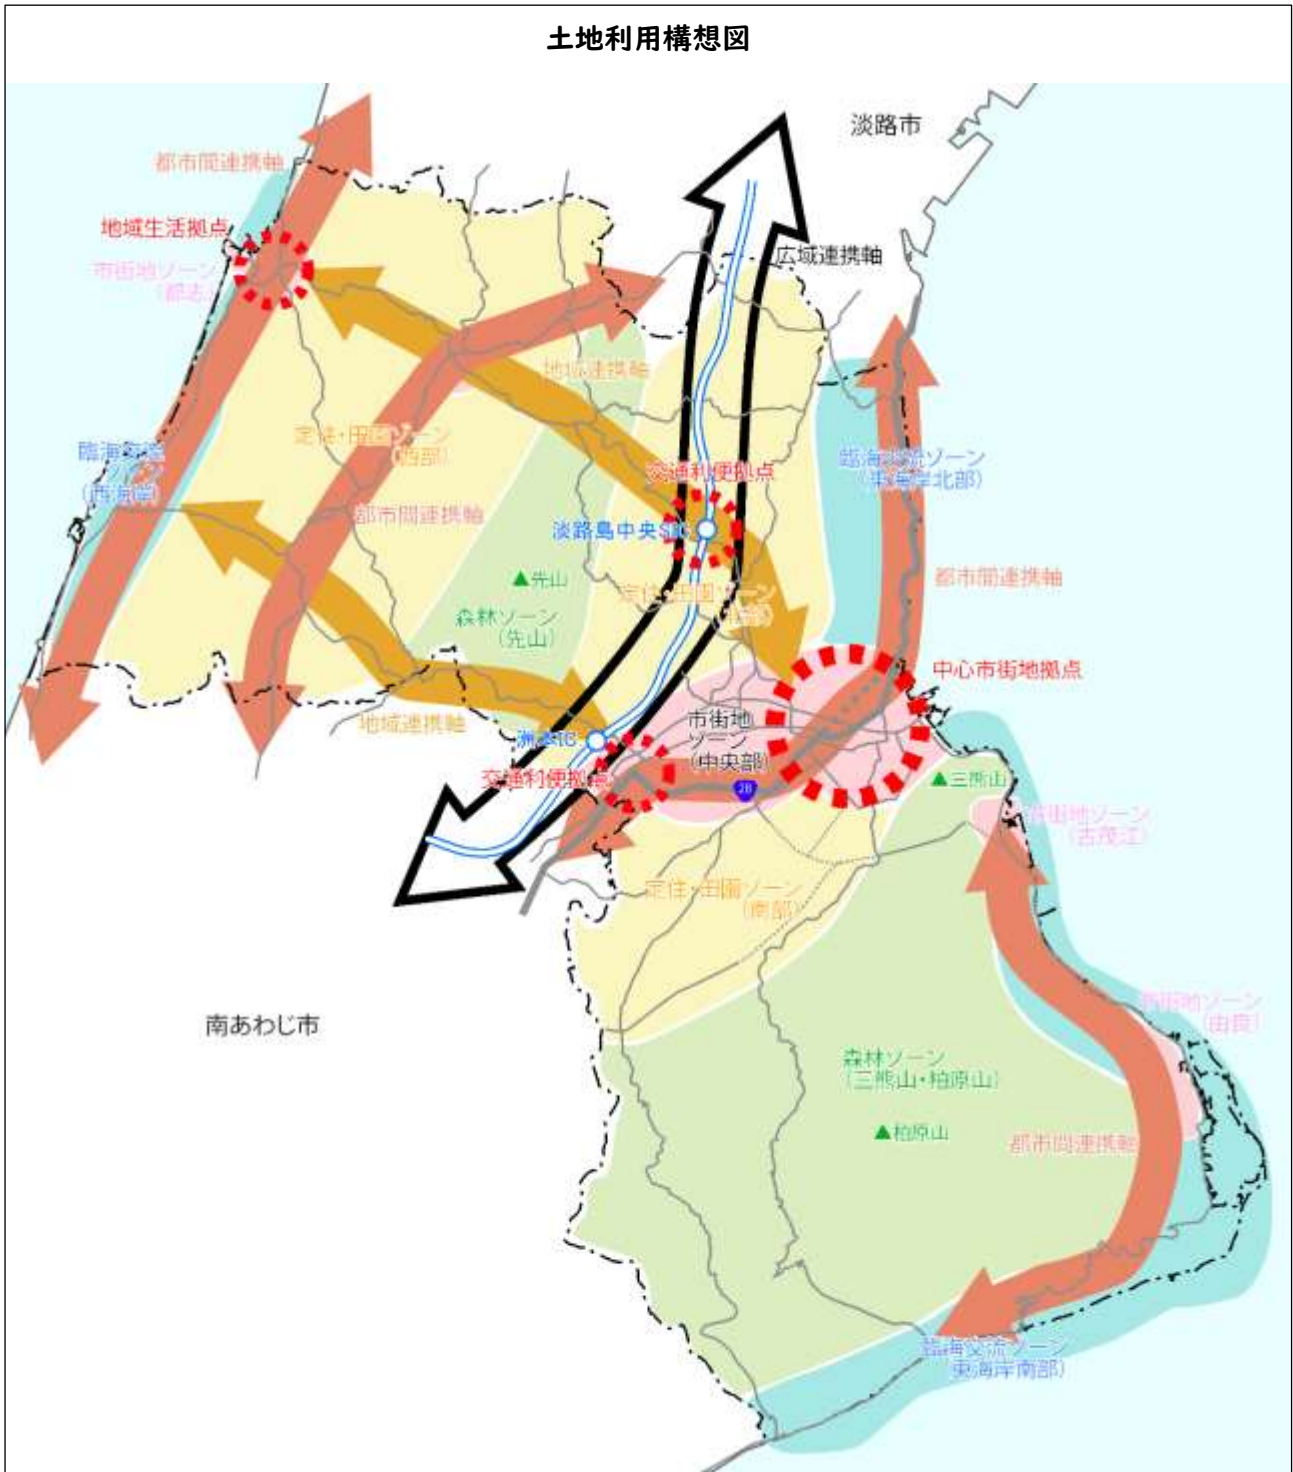 土地利用構想図
淡路市
都市間連携軸
地域生活拠点
市街地ゾーン
(都志)
広域連携軸
地域連携軸
定住・田園ゾーン
(西部)
臨海交流
ゾーン
(西海岸)
臨海交流ゾーン
(東海岸北部)
交通利便拠点
都市間連携軸
淡路島中央SIC
▲先山
都市間連携軸
定住・田園ゾーン
森林ゾーン
(先山)
中心市街地拠点
地域連携軸
市街地
ゾーン
(中央部)
洲本IC
交通利便拠点
28
▲三熊山
市街地ゾーン
(古茂江)
定住・田園ゾーン
(南部)
市街地ゾーン
(由良)
南あわじ市
森林ゾーン
(三熊山・柏原山)
▲柏原山
都市間連携軸
臨海交流ゾーン
東海岸南部)